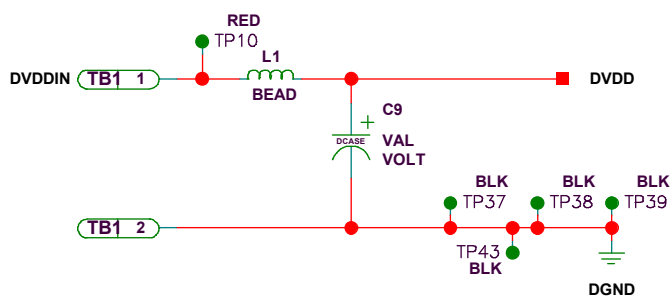 RED
TP10
L1
DVDDIN TB1 1 DVDD
BEAD
+ C9
DCASE VAL
VOLT
BLK BLK BLK
TP37 TP38 TP39
TB1 2
TP43
BLK
DGND